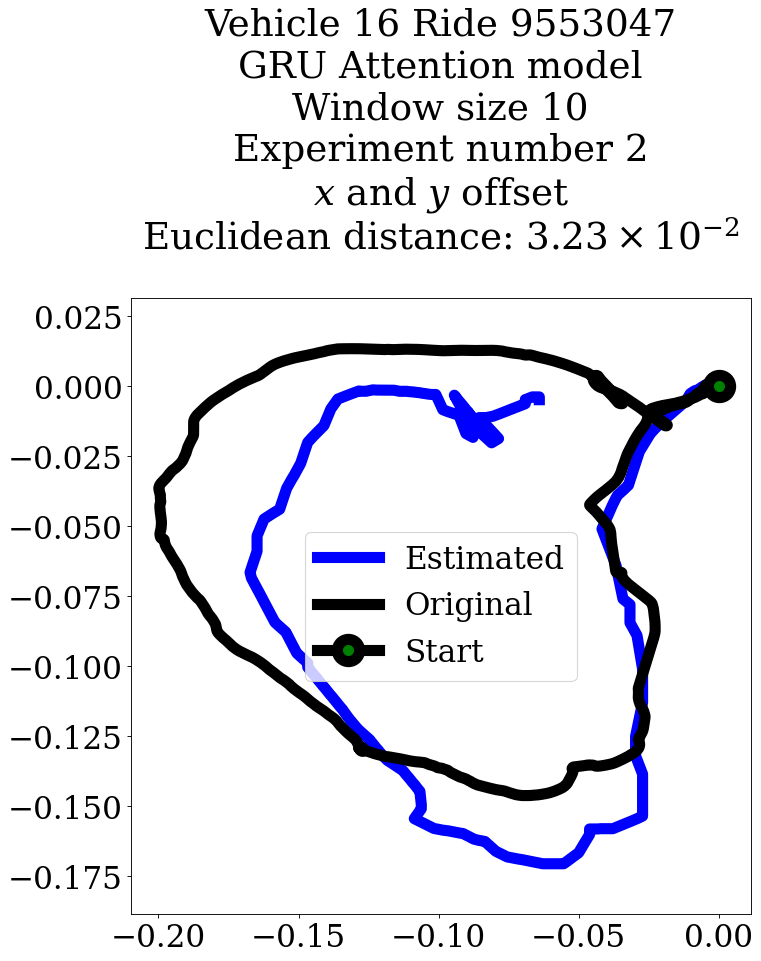 Vehicle 16 Ride 9553047
GRU Attention model
Window size 10
Experiment number 2
x and y offset
Euclidean distance: 3.23 × 10⁻²
0.025
0.000
−0.025
−0.050
−0.075
−0.100
−0.125
−0.150
−0.175
Estimated
Original
Start
−0.20 −0.15 −0.10 −0.05 0.00